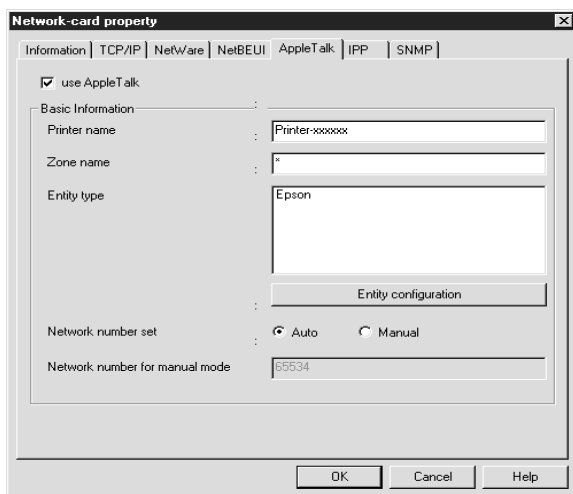 Network-card property
Information TCP/IP NetWare NetBEUI AppleTalk IPP SNMP
use AppleTalk
Basic Information :
Printer name : Printer-xxxxxx
Zone name : *
Entity type Epson
Entity configuration
:
Network number set : Auto Manual
Network number for manual mode 65534
OK Cancel Help